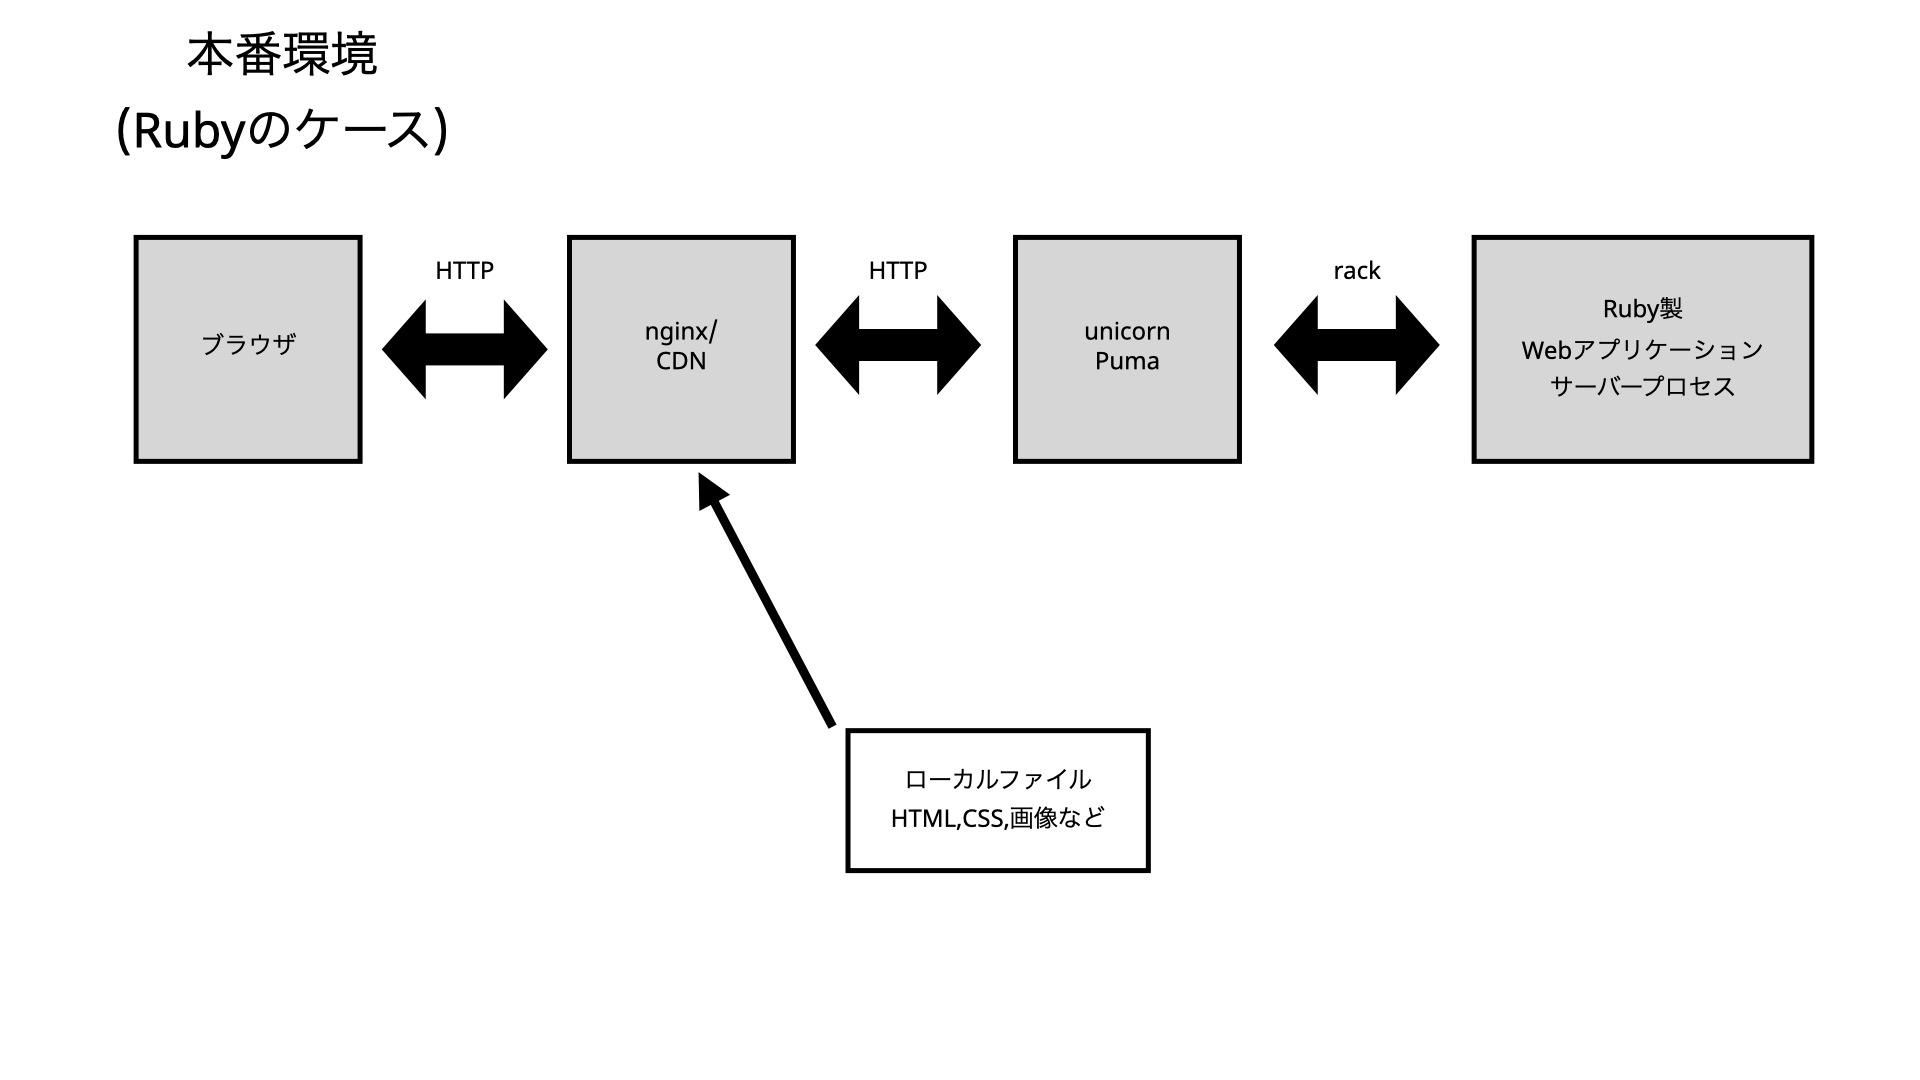 本番環境
(Rubyのケース)
ブラウザ
HTTP
nginx/
CDN
HTTP
unicorn
Puma
rack
Ruby製
Webアプリケーション
サーバープロセス
ローカルファイル
HTML,CSS,画像など